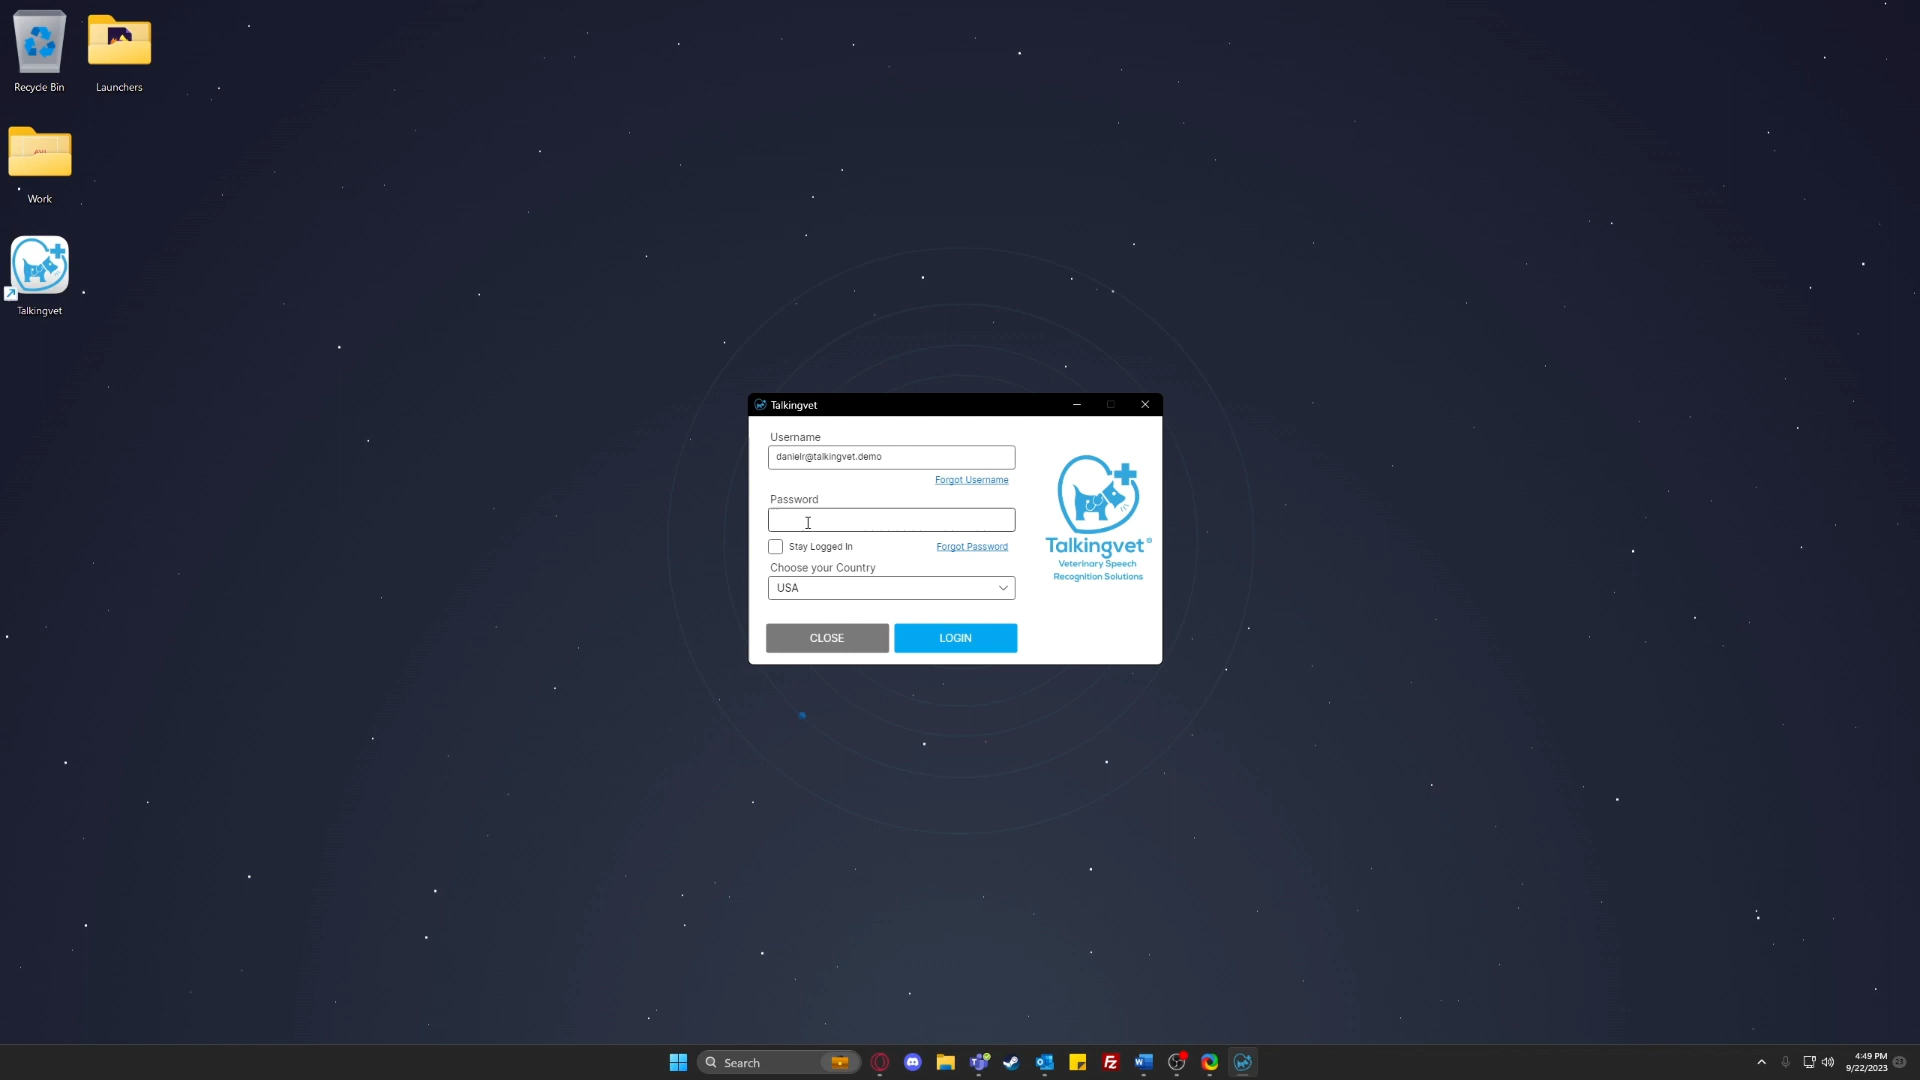 Recycle Bin
Launchers
Work
Talkingvet
Talkingvet
Username
danielr@talkingvet.demo
Forgot Username
Password
Stay Logged In
Forgot Password
Choose your Country
USA
CLOSE
LOGIN
Talkingvet®
Veterinary Speech
Recognition Solutions
Search
FZ
4:49 PM
9/22/2023